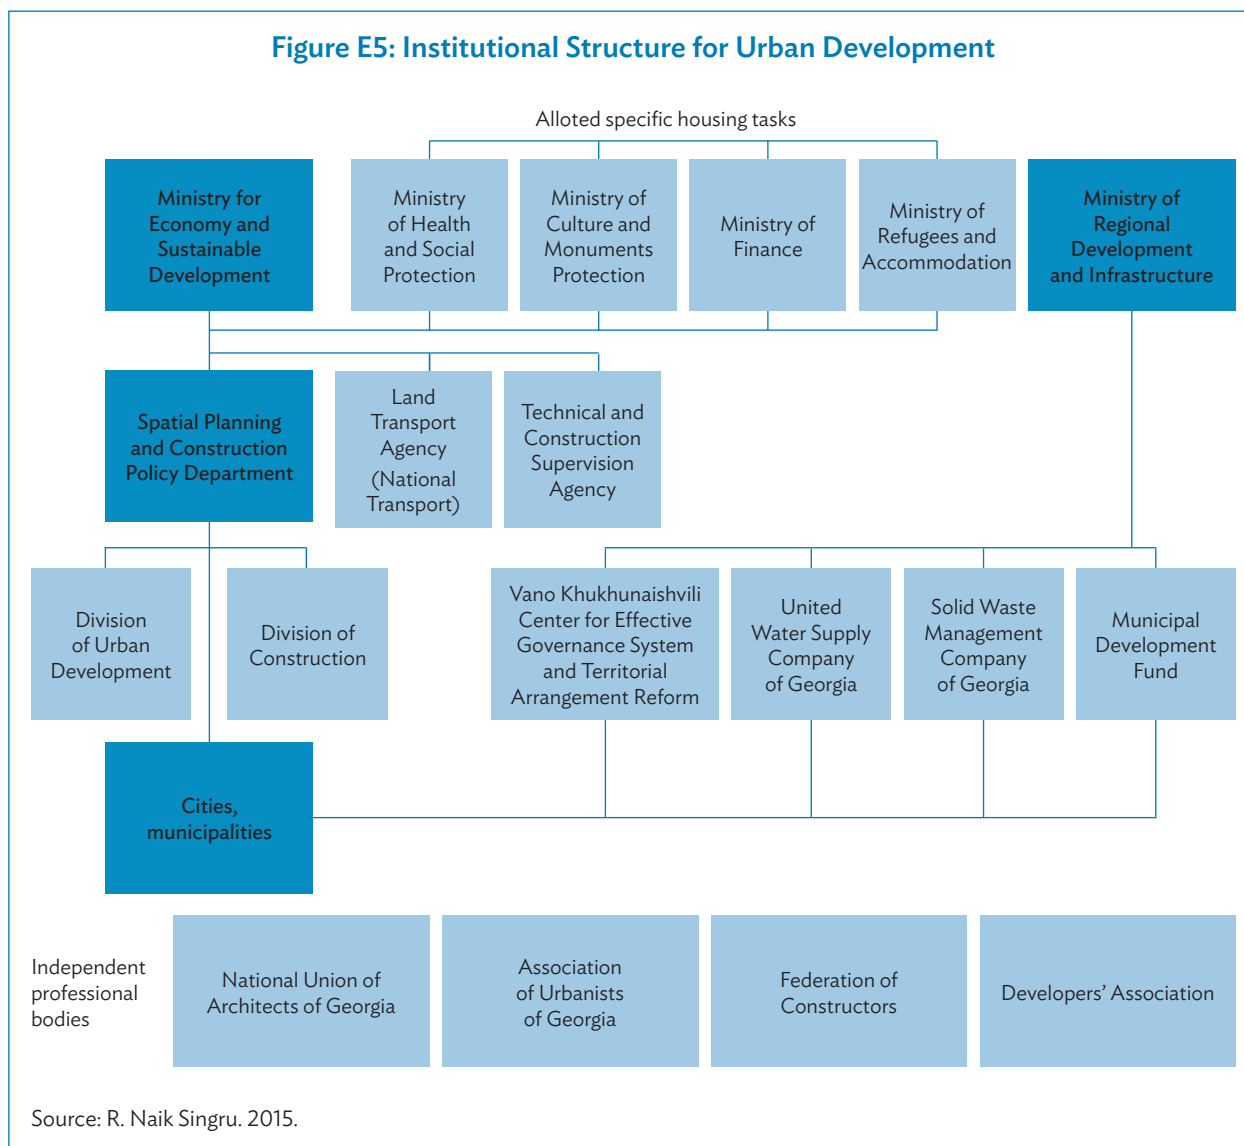 Figure E5: Institutional Structure for Urban Development
Alloted specific housing tasks
Ministry for
Economy and
Sustainable
Development
Ministry
of Health
and Social
Protection
Ministry of
Culture and
Monuments
Protection
Ministry of
Finance
Ministry of
Refugees and
Accommodation
Ministry of
Regional
Development
and Infrastructure
Spatial Planning
and Construction
Policy Department
Land
Transport
Agency
(National
Transport)
Technical and
Construction
Supervision
Agency
Division
of Urban
Development
Division of
Construction
Vano Khukhunaishvili
Center for Effective
Governance System
and Territorial
Arrangement Reform
United
Water Supply
Company
of Georgia
Solid Waste
Management
Company
of Georgia
Municipal
Development
Fund
Cities,
municipalities
Independent
professional
bodies
National Union of
Architects of Georgia
Association
of Urbanists
of Georgia
Federation of
Constructors
Developers’ Association
Source: R. Naik Singru. 2015.